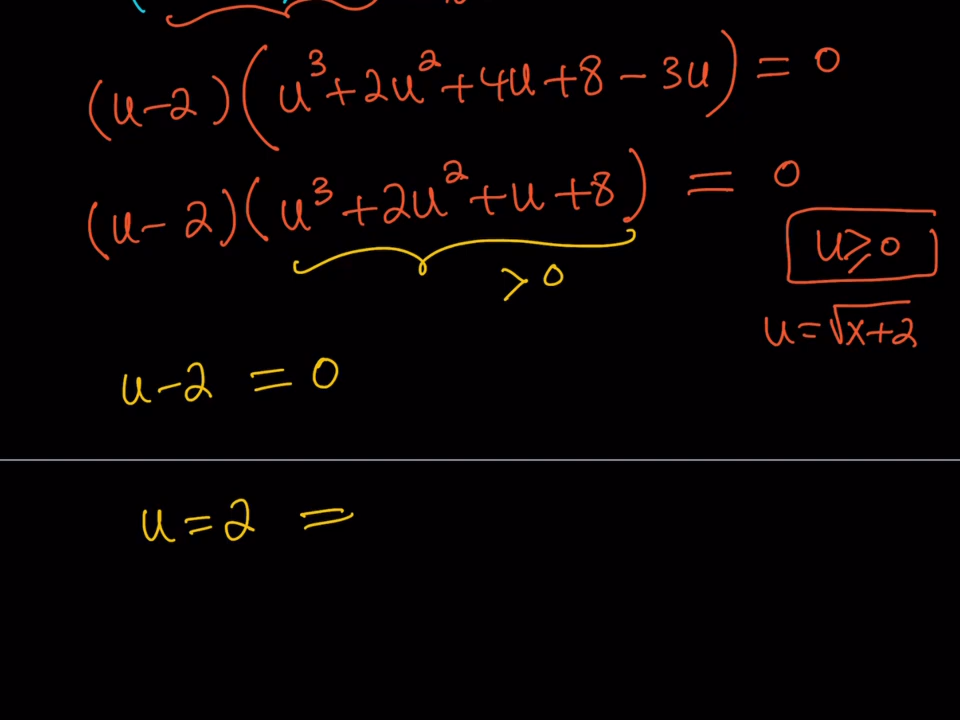 (u-2)(u³+2u²+4u+8-3u)=0
(u-2)(u³+2u²+u+8)=0
>0
u≥0
u=√x+2
u-2=0
u=2=